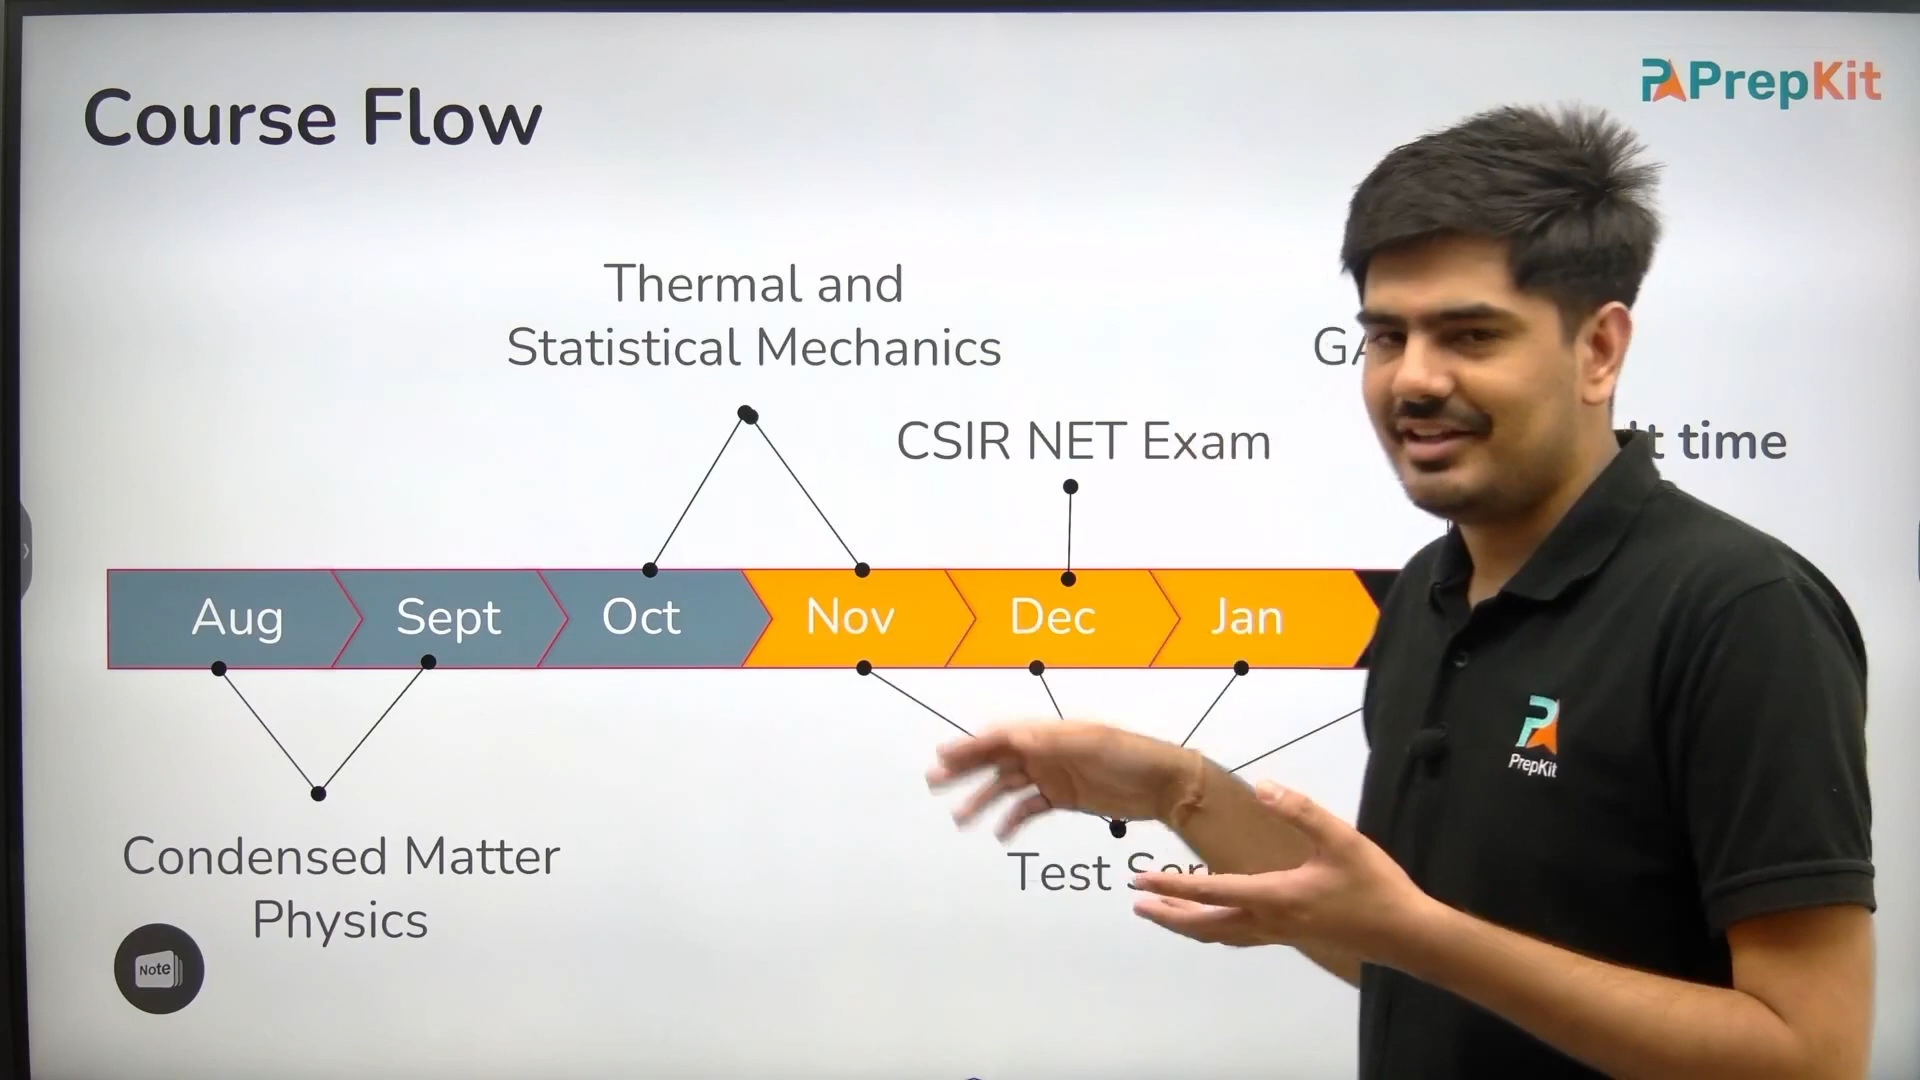 Course Flow
PrepKit
Thermal and
Statistical Mechanics
CSIR NET Exam
time
Aug
Sept
Oct
Nov
Dec
Jan
Condensed Matter
Physics
Test
Note
PrepKit